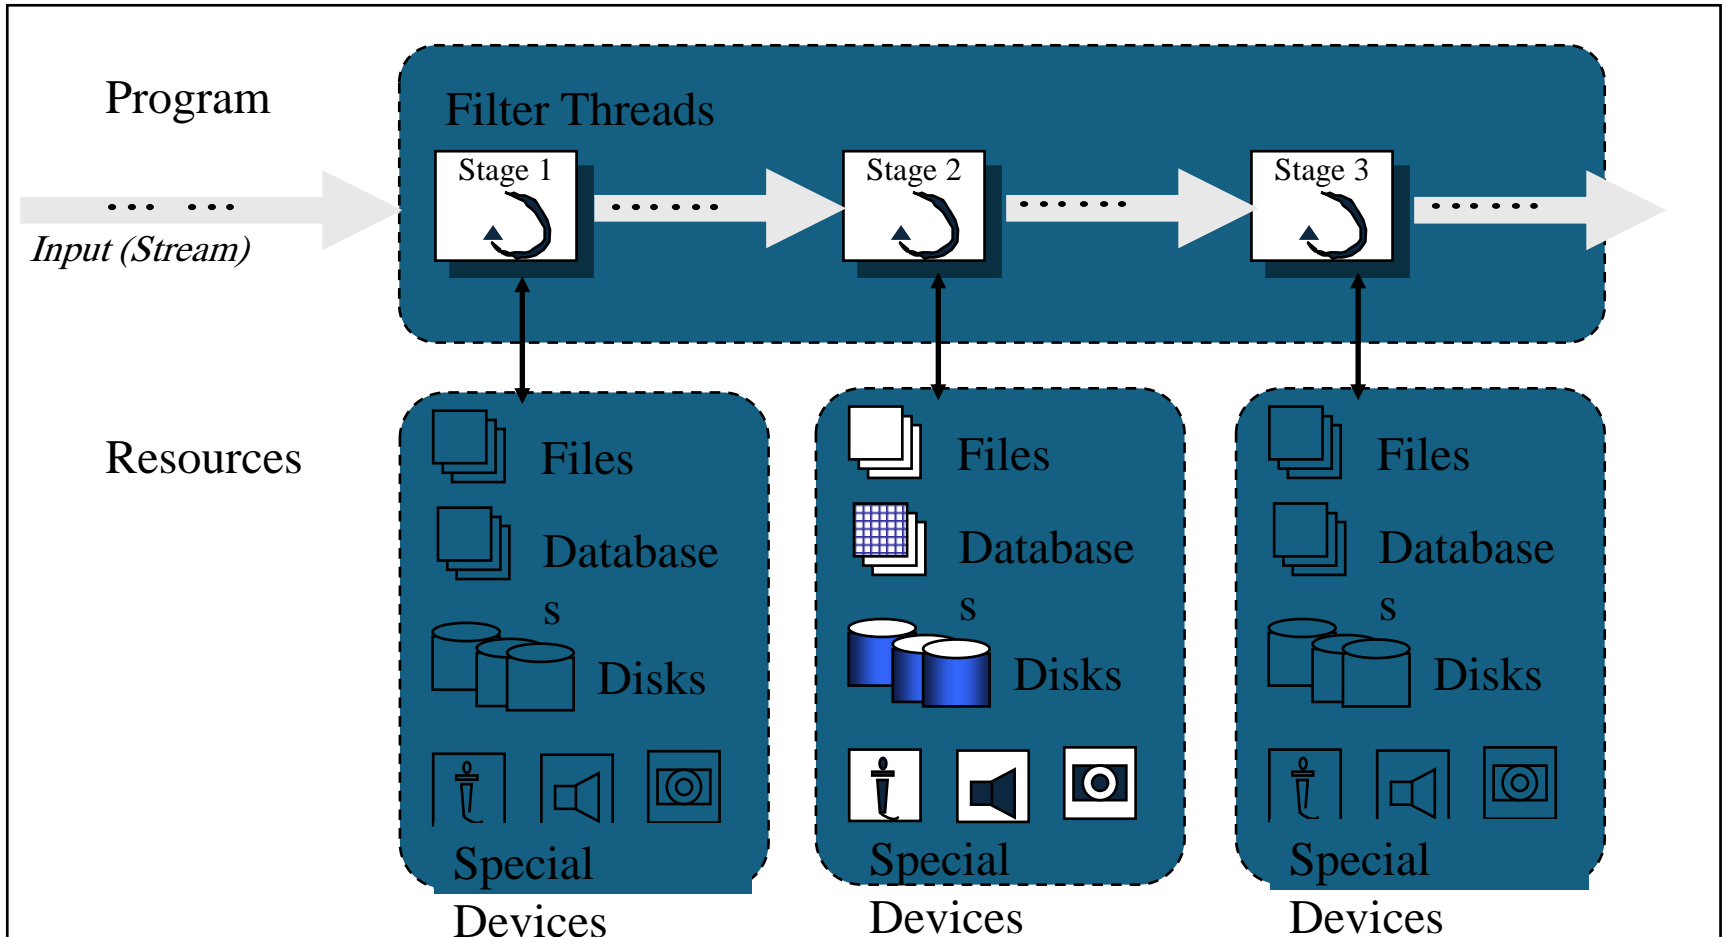 Program
Filter Threads
Stage 1
Stage 2
Stage 3
Input (Stream)
Resources
Files
Database
s
Disks
Special
Devices
Files
Database
s
Disks
Special
Devices
Files
Database
s
Disks
Special
Devices